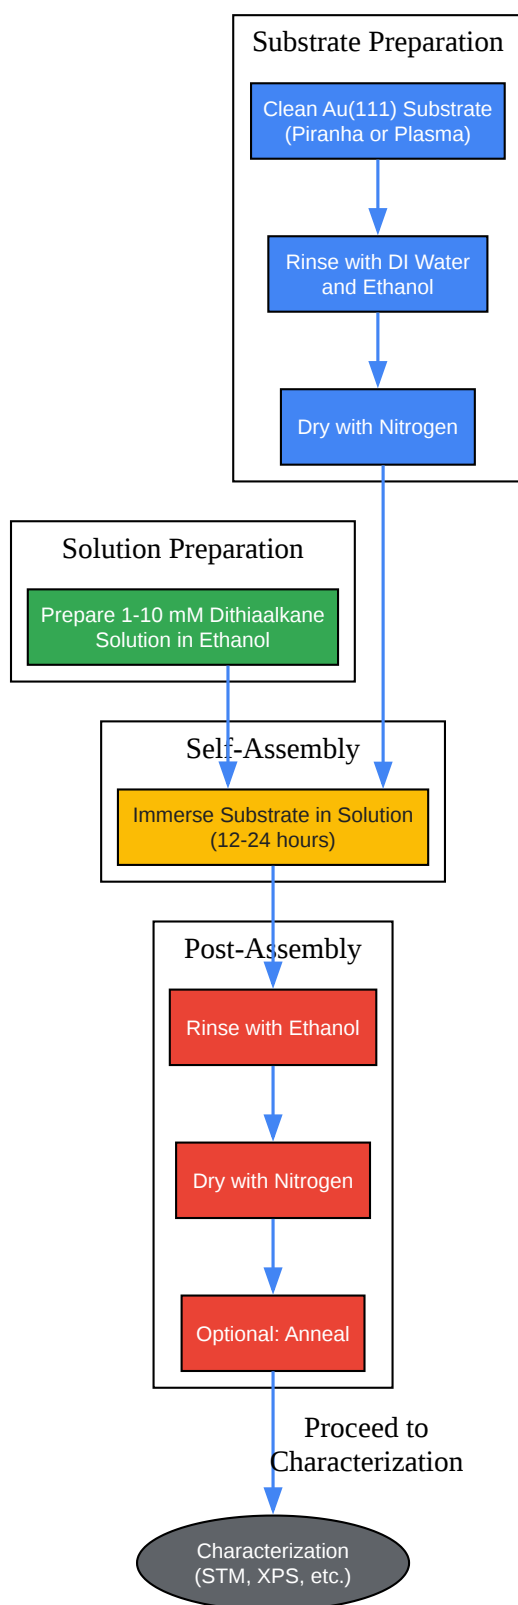 Substrate Preparation
Clean Au(111) Substrate
(Piranha or Plasma)
Rinse with DI Water
and Ethanol
Dry with Nitrogen
Solution Preparation
Prepare 1-10 mM Dithiaalkane
Solution in Ethanol
Self-Assembly
Immerse Substrate in Solution
(12-24 hours)
Post-Assembly
Rinse with Ethanol
Dry with Nitrogen
Optional: Anneal
Proceed to
Characterization
Characterization
(STM, XPS, etc.)